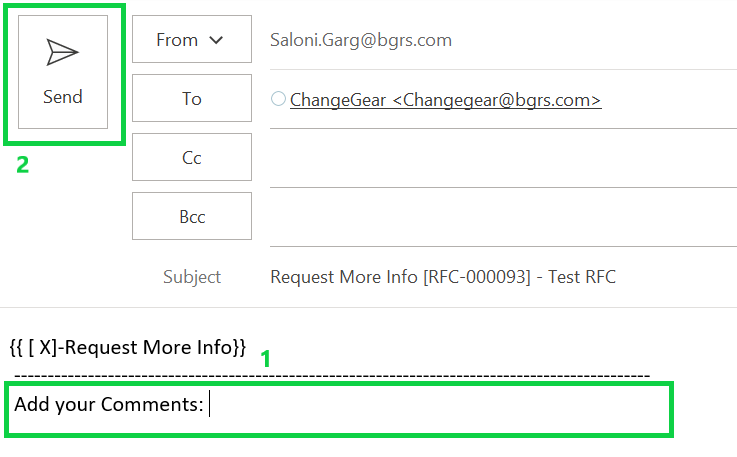 Send
2
From
Saloni.Garg@bgrs.com
To
ChangeGear <Changegear@bgrs.com>
Cc
Bcc
Subject
Request More Info [RFC-000093] - Test RFC
{{ [ X]-Request More Info}}
1
--------------------------------------------------------------------------------------------
Add your Comments: